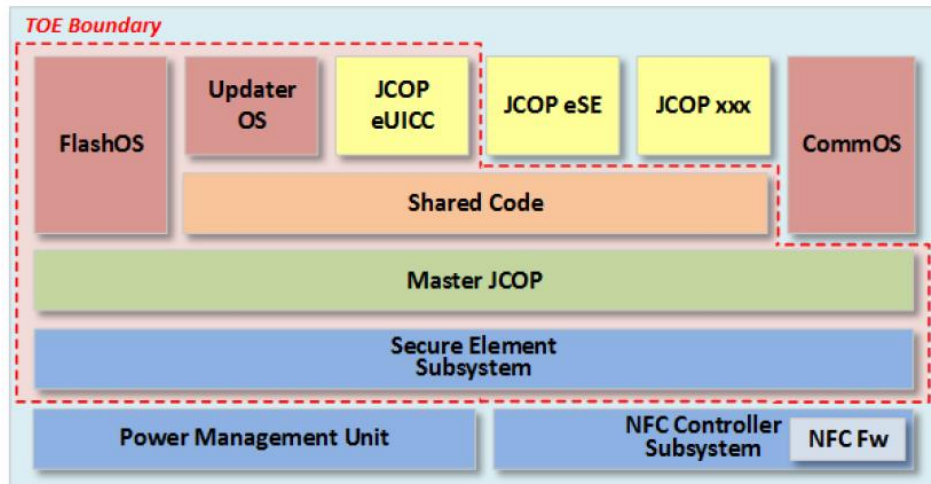 TOE Boundary
FlashOS
Updater
OS
JCOP
eUICC
JCOP eSE
JCOP xxx
CommOS
Shared Code
Master JCOP
Secure Element
Subsystem
Power Management Unit
NFC Controller
Subsystem
NFC Fw